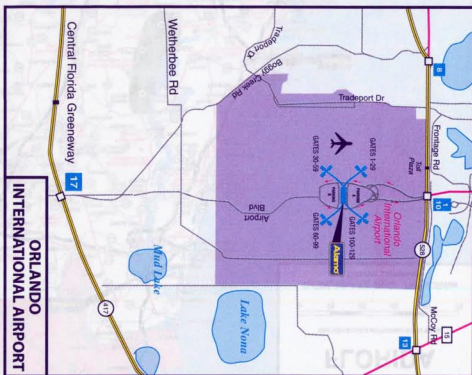 ORLANDO
INTERNATIONAL AIRPORT
8
Frontage Rd
Toll
Plaza
1
10
528
McCoy Rd
15
13
Tradeport Dr
Tradeport Dr
Boggy Creek Rd
Wetherbee Rd
Central Florida Greeneway
GATES 1-29
GATES 30-59
GATES 100-129
GATES 60-99
Orlando
International
Airport
Alamo
Airport
Blvd
17
Mud Lake
Lake Nona
417
FLORIDA